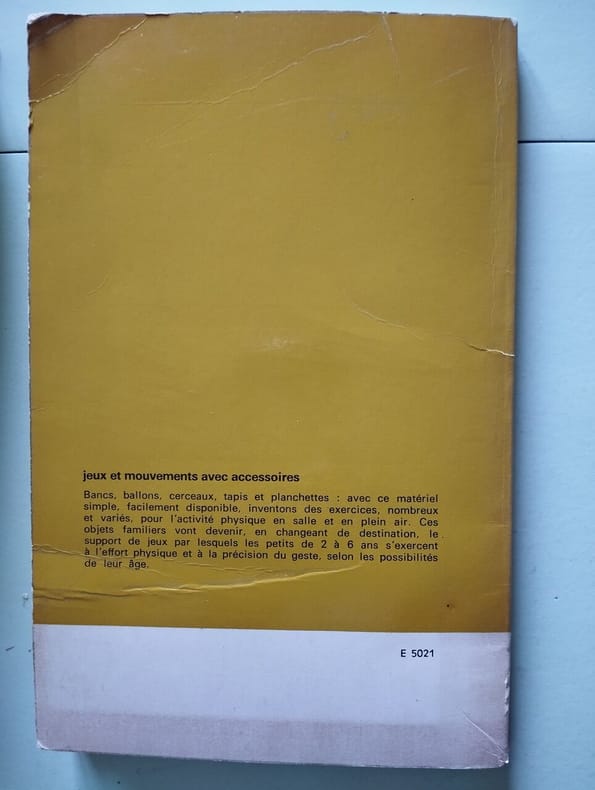 jeux et mouvements avec accessoires
Bancs, ballons, cerceaux, tapis et planchettes : avec ce matériel
simple, facilement disponible, inventons des exercices, nombreux
et variés, pour l'activité physique en salle et en plein air. Ces
objets familiers vont devenir, en changeant de destination, le
support de jeux par lesquels les petits de 2 à 6 ans s'exercent
à l'effort physique et à la précision du geste, selon les possibilités
de leur âge.
E 5021